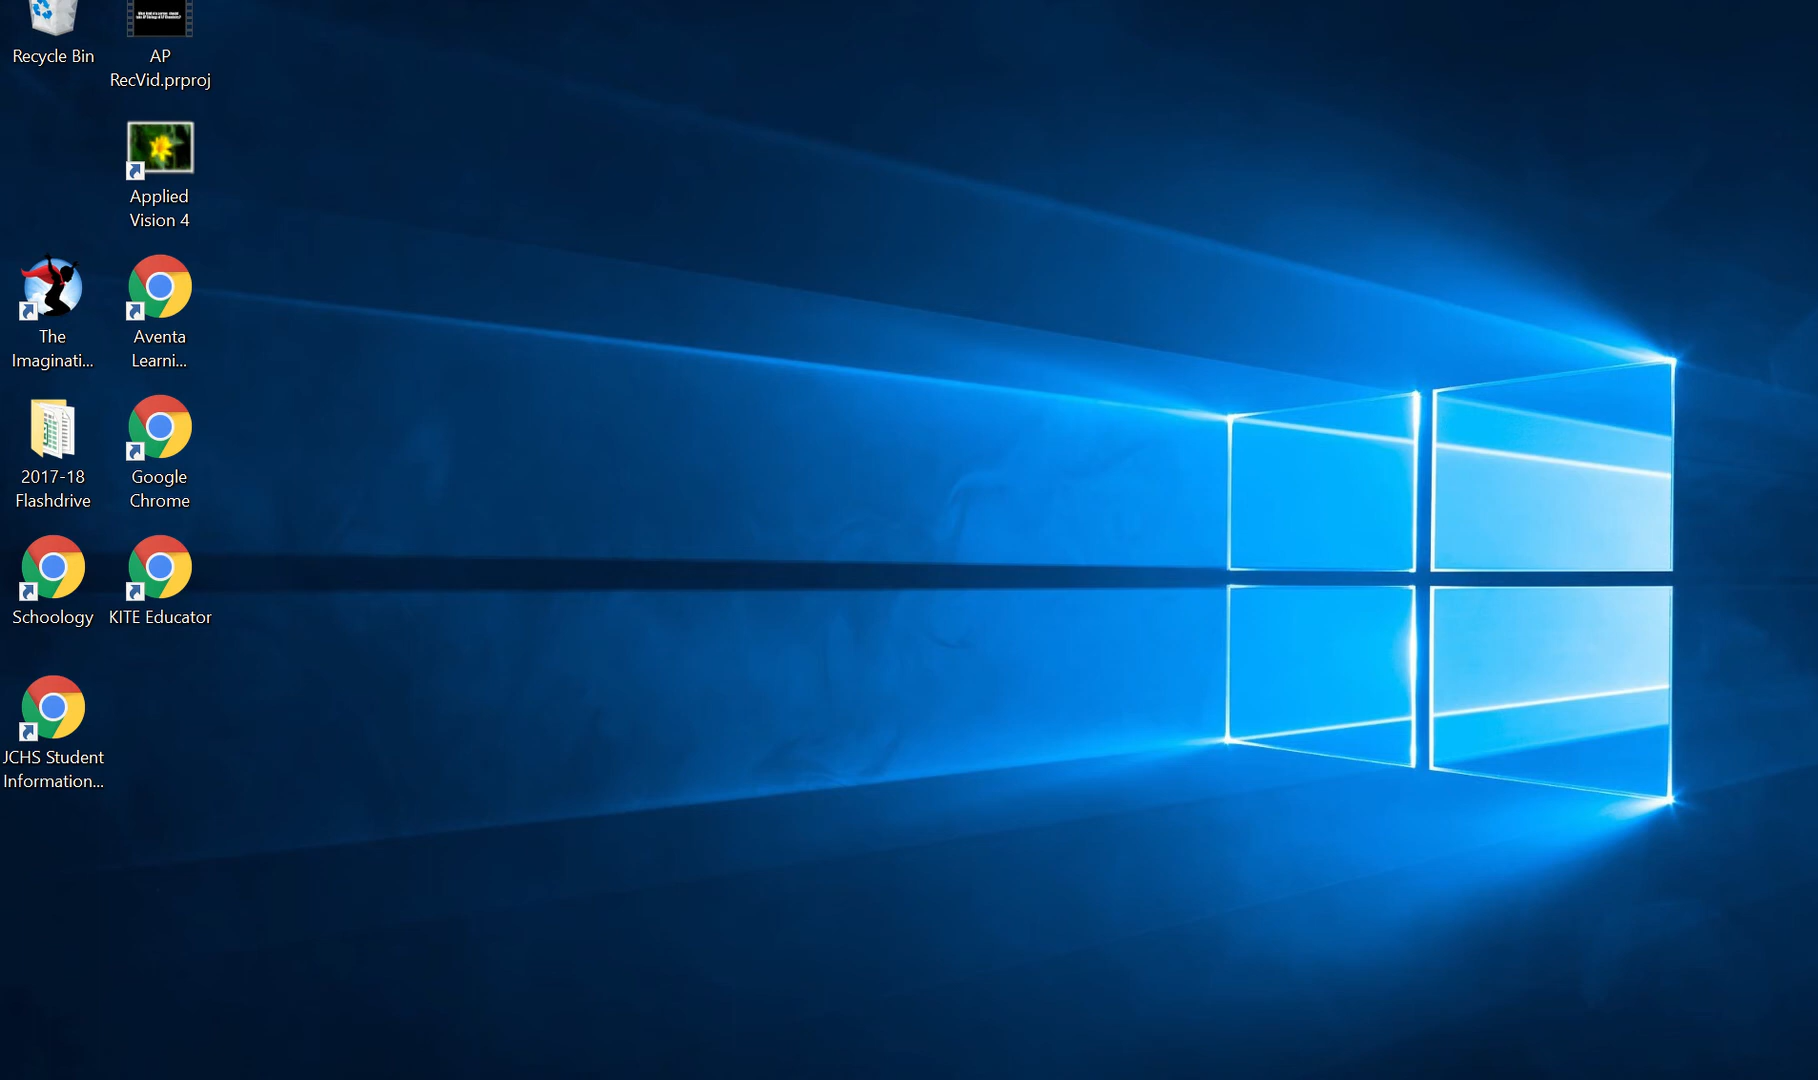 Recycle Bin
AP
RecVid.prproj
Applied
Vision 4
The
Imaginati...
Aventa
Learni...
2017-18
Flashdrive
Google
Chrome
Schoology
KITE Educator
JCHS Student
Information...